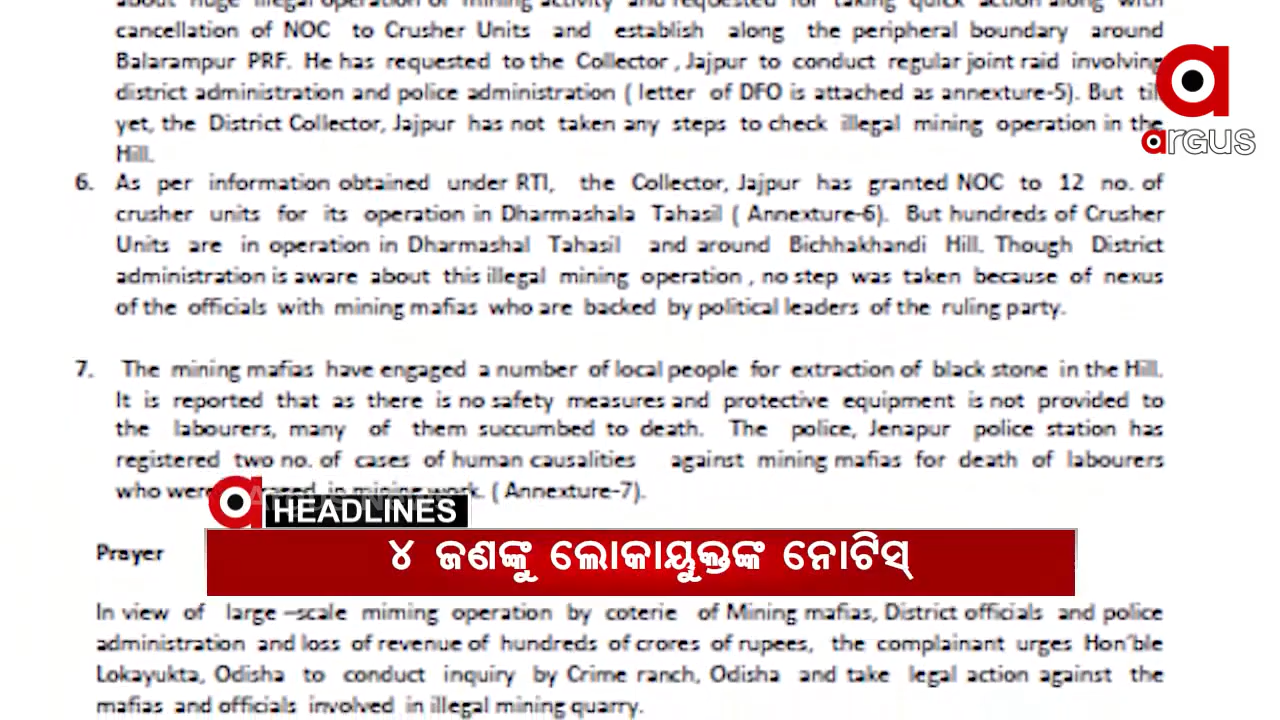 cancellation of NOC to Crusher Units and establish along the peripheral boundary around
Balarampur PRF. He has requested to the Collector , Jajpur to conduct regular joint raid involving
district administration and police administration ( letter of DFO is attached as annexture-5). But till
yet, the District Collector, Jajpur has not taken any steps to check illegal mining operation in the
Hill.
argus
6. As per information obtained under RTI, the Collector, Jajpur has granted NOC to 12 no. of
crusher units for its operation in Dharmashala Tahasil ( Annexture-6). But hundreds of Crusher
Units are in operation in Dharmashal Tahasil and around Bichhakhandi Hill. Though District
administration is aware about this illegal mining operation , no step was taken because of nexus
of the officials with mining mafias who are backed by political leaders of the ruling party.
7. The mining mafias have engaged a number of local people for extraction of black stone in the Hill.
It is reported that as there is no safety measures and protective equipment is not provided to
the labourers, many of them succumbed to death. The police, Jenapur police station has
registered two no. of cases of human causalities against mining mafias for death of labourers
who were in mining work. ( Annexture-7).
HEADLINES
Prayer
୪ ଜଣଙ୍କୁ ଲୋକାୟୁକ୍ତଙ୍କ ନୋଟିସ୍
In view of large –scale miming operation by coterie of Mining mafias, District officials and police
administration and loss of revenue of hundreds of crores of rupees, the complainant urges Hon'ble
Lokayukta, Odisha to conduct inquiry by Crime ranch, Odisha and take legal action against the
mafias and officials involved in illegal mining quarry.